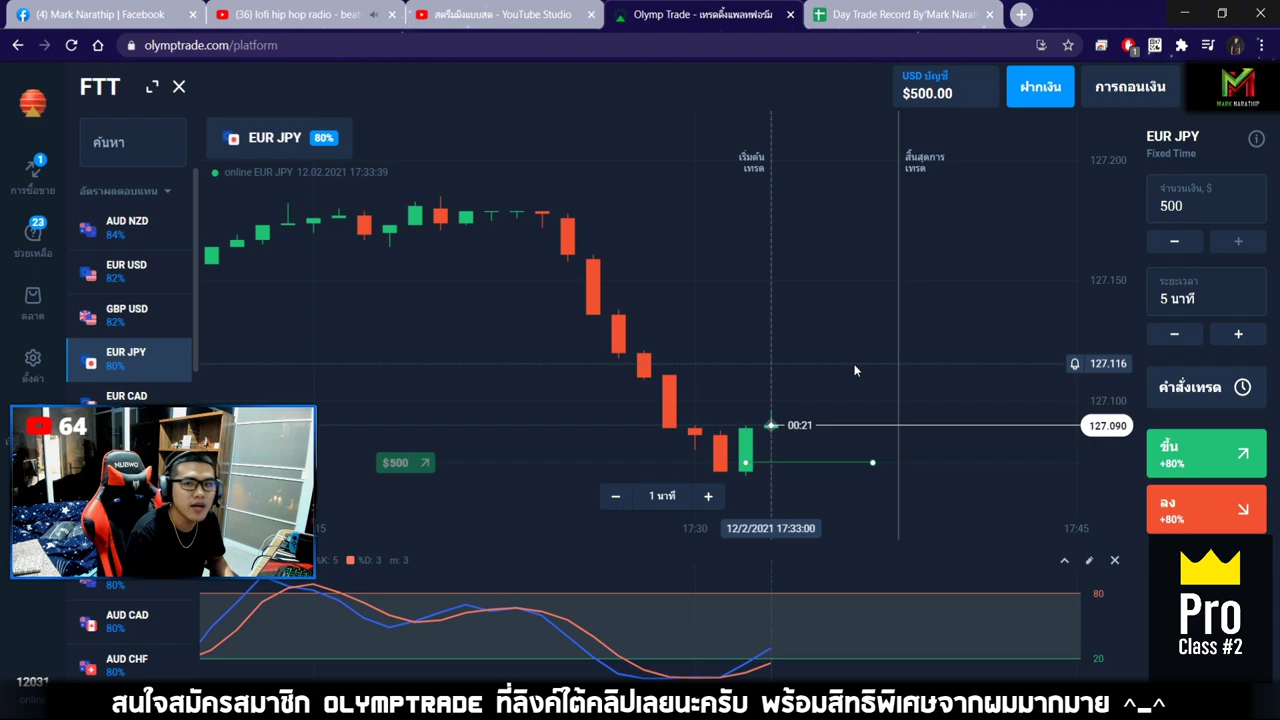 (4) Mark Narathip | Facebook
(36) lofi hip hop radio - beat
สตรีมมิงแบบสด - YouTube Studio
Olymp Trade - เทรดดิ้งแพลทฟอร์ม
Day Trade Record By Mark Narat
olymptrade.com/platform
1
FTT
USD บัญชี
$500.00
ฝากเงิน
การถอนเงิน
MARK NARATHIP
ค้นหา
EUR JPY 80%
online EUR JPY 12.02.2021 17:33:39
เริ่มต้น
เทรด
สิ้นสุดการ
เทรด
127.200
EUR JPY
Fixed Time
1
การซื้อขาย
อัตราผลตอบแทน
AUD NZD
84%
23
ช่วยเหลือ
EUR USD
82%
จำนวนเงิน, $
500
ตลาด
GBP USD
82%
127.150
ระยะเวลา
5 นาที
EUR JPY
80%
ตั้งค่า
127.116
EUR CAD
127.100
คำสั่งเทรด
64
NUBWO
00:21
127.090
ขึ้น
+80%
$500
1 นาที
ลง
+80%
15
17:30
12/2/2021 17:33:00
17:45
%K: 5
%D: 3
m: 3
80%
80
AUD CAD
80%
20
AUD CHF
80%
12031
online
Pro
Class #2
สนใจสมัครสมาชิก OLYMPTRADE ที่ลิงค์ใต้คลิปเลยนะครับ พร้อมสิทธิพิเศษจากผมมากมาย ^_^